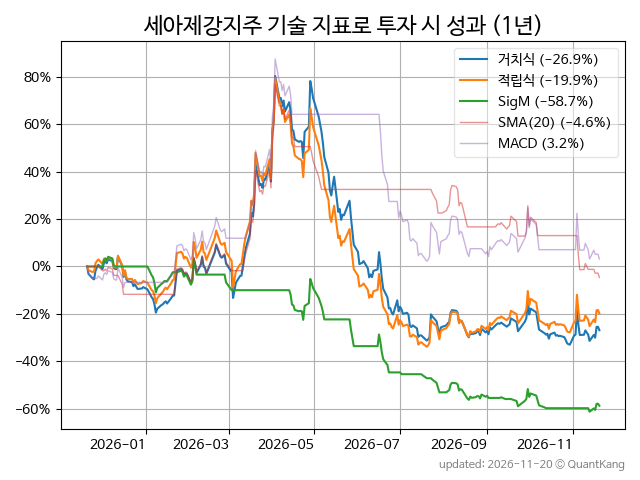 세아제강지주 기술 지표로 투자 시 성과 (1년)
거치식 (−26.9%)
적립식 (−19.9%)
SigM (−58.7%)
SMA(20) (−4.6%)
MACD (3.2%)
80%
60%
40%
20%
0%
−20%
−40%
−60%
2026-01
2026-03
2026-05
2026-07
2026-09
2026-11
updated: 2026-11-20 © QuantKang